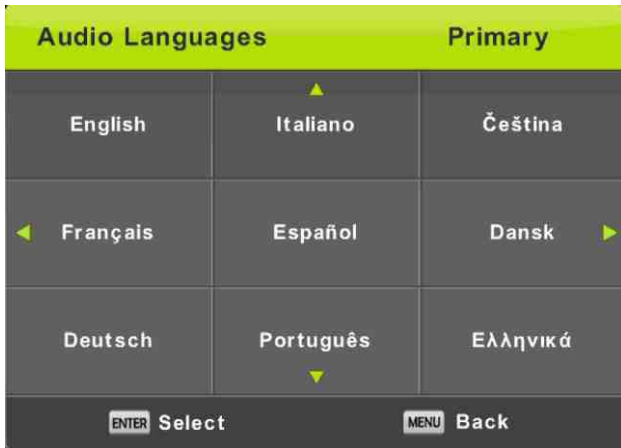 Audio Languages Primary
English Italiano Čeština
Français Español Dansk
Deutsch Português Ελληνικά
ENTER Select MENU Back